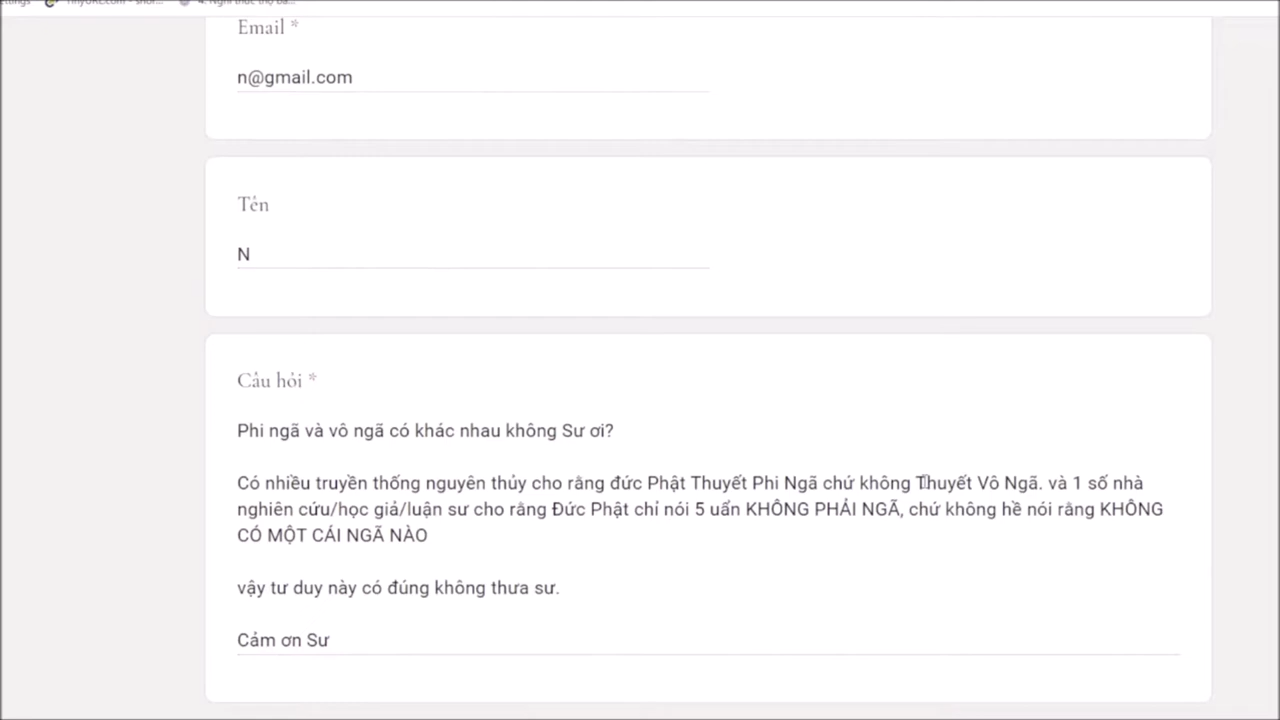 Email *
n@gmail.com
Tên
N
Câu hỏi *
Phi ngã và vô ngã có khác nhau không Sư ơi?
Có nhiều truyền thống nguyên thủy cho rằng đức Phật Thuyết Phi Ngã chứ không Thuyết Vô Ngã. và 1 số nhà
nghiên cứu/học giả/luận sư cho rằng Đức Phật chỉ nói 5 uẩn KHÔNG PHẢI NGÃ, chứ không hề nói rằng KHÔNG
CÓ MỘT CÁI NGÃ NÀO
vậy tư duy này có đúng không thưa sư.
Cảm ơn Sư